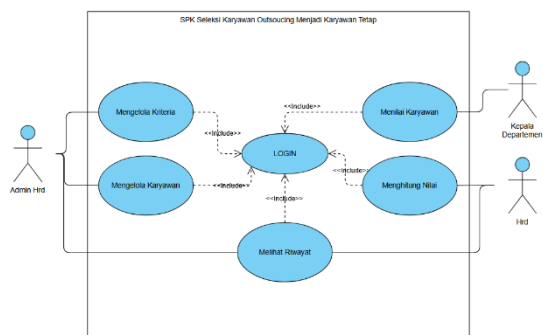 SPK Seleksi Karyawan Outsoucing Menjadi Karyawan Tetap
Mengelola Kriteria
<<Include>>
Menilai Karyawan
<<Include>>
LOGIN
Kepala
Departemen
Admin Hrd
Mengelola Karyawan
<<Include>>
<<Include>>
Menghitung Nilai
Hrd
<<Include>>
Melihat Riwayat